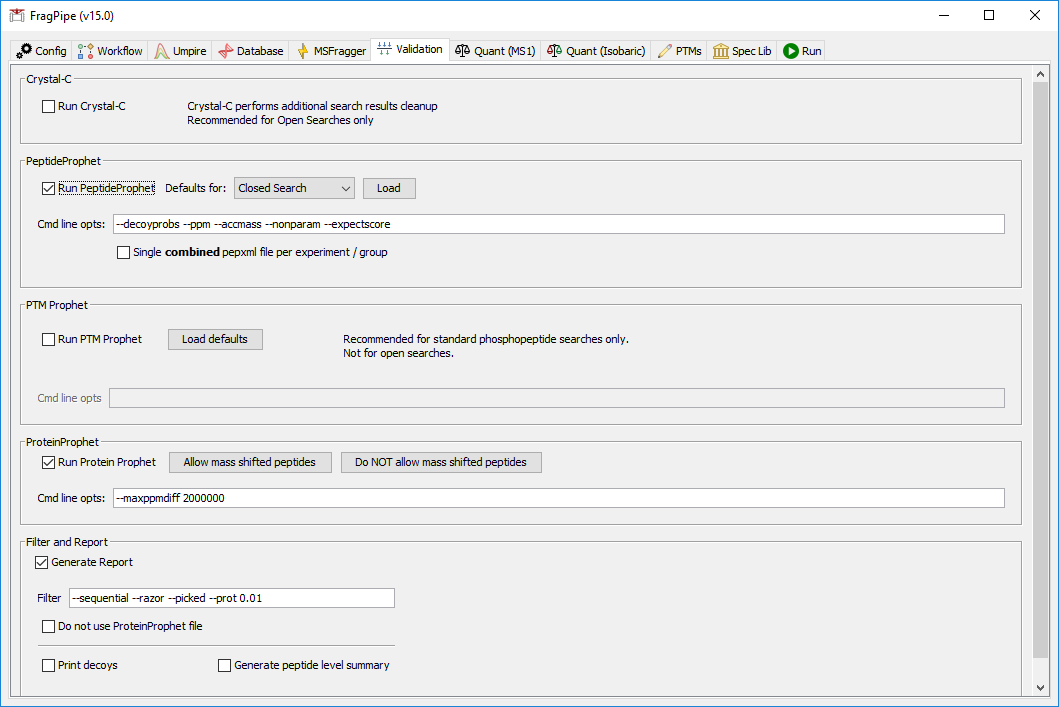 FragPipe (v15.0)
Config Workflow Umpire Database MSFragger Validation Quant (MS1) Quant (Isobaric) PTMs Spec Lib Run
Crystal-C
Run Crystal-C Crystal-C performs additional search results cleanup
Recommended for Open Searches only
PeptideProphet
Run PeptideProphet Defaults for: Closed Search Load
Cmd line opts: --decoyprobs --ppm --accmass --nonparam --expectscore
Single combined pepxml file per experiment / group
PTM Prophet
Run PTM Prophet Load defaults Recommended for standard phosphopeptide searches only.
Not for open searches.
Cmd line opts
ProteinProphet
Run Protein Prophet Allow mass shifted peptides Do NOT allow mass shifted peptides
Cmd line opts: --maxppmdiff 2000000
Filter and Report
Generate Report
Filter --sequential --razor --picked --prot 0.01
Do not use ProteinProphet file
Print decoys Generate peptide level summary